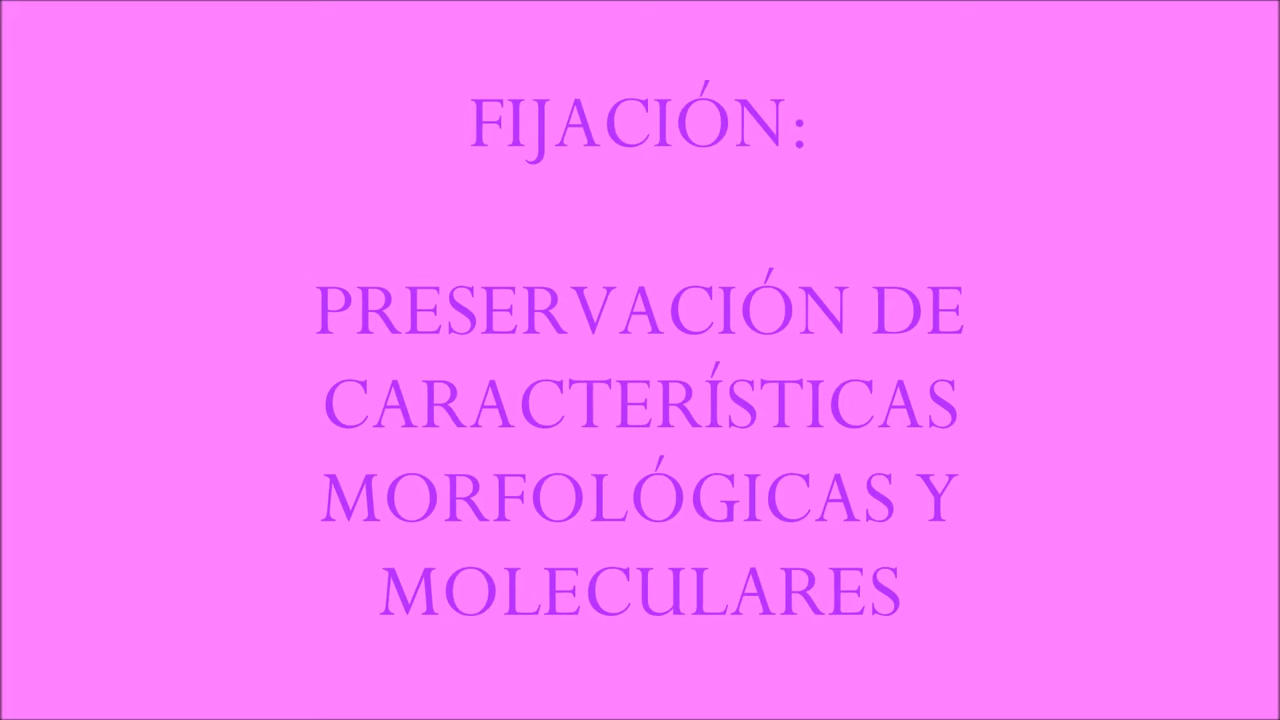 FIJACIÓN:
PRESERVACIÓN DE
CARACTERÍSTICAS
MORFOLÓGICAS Y
MOLECULARES